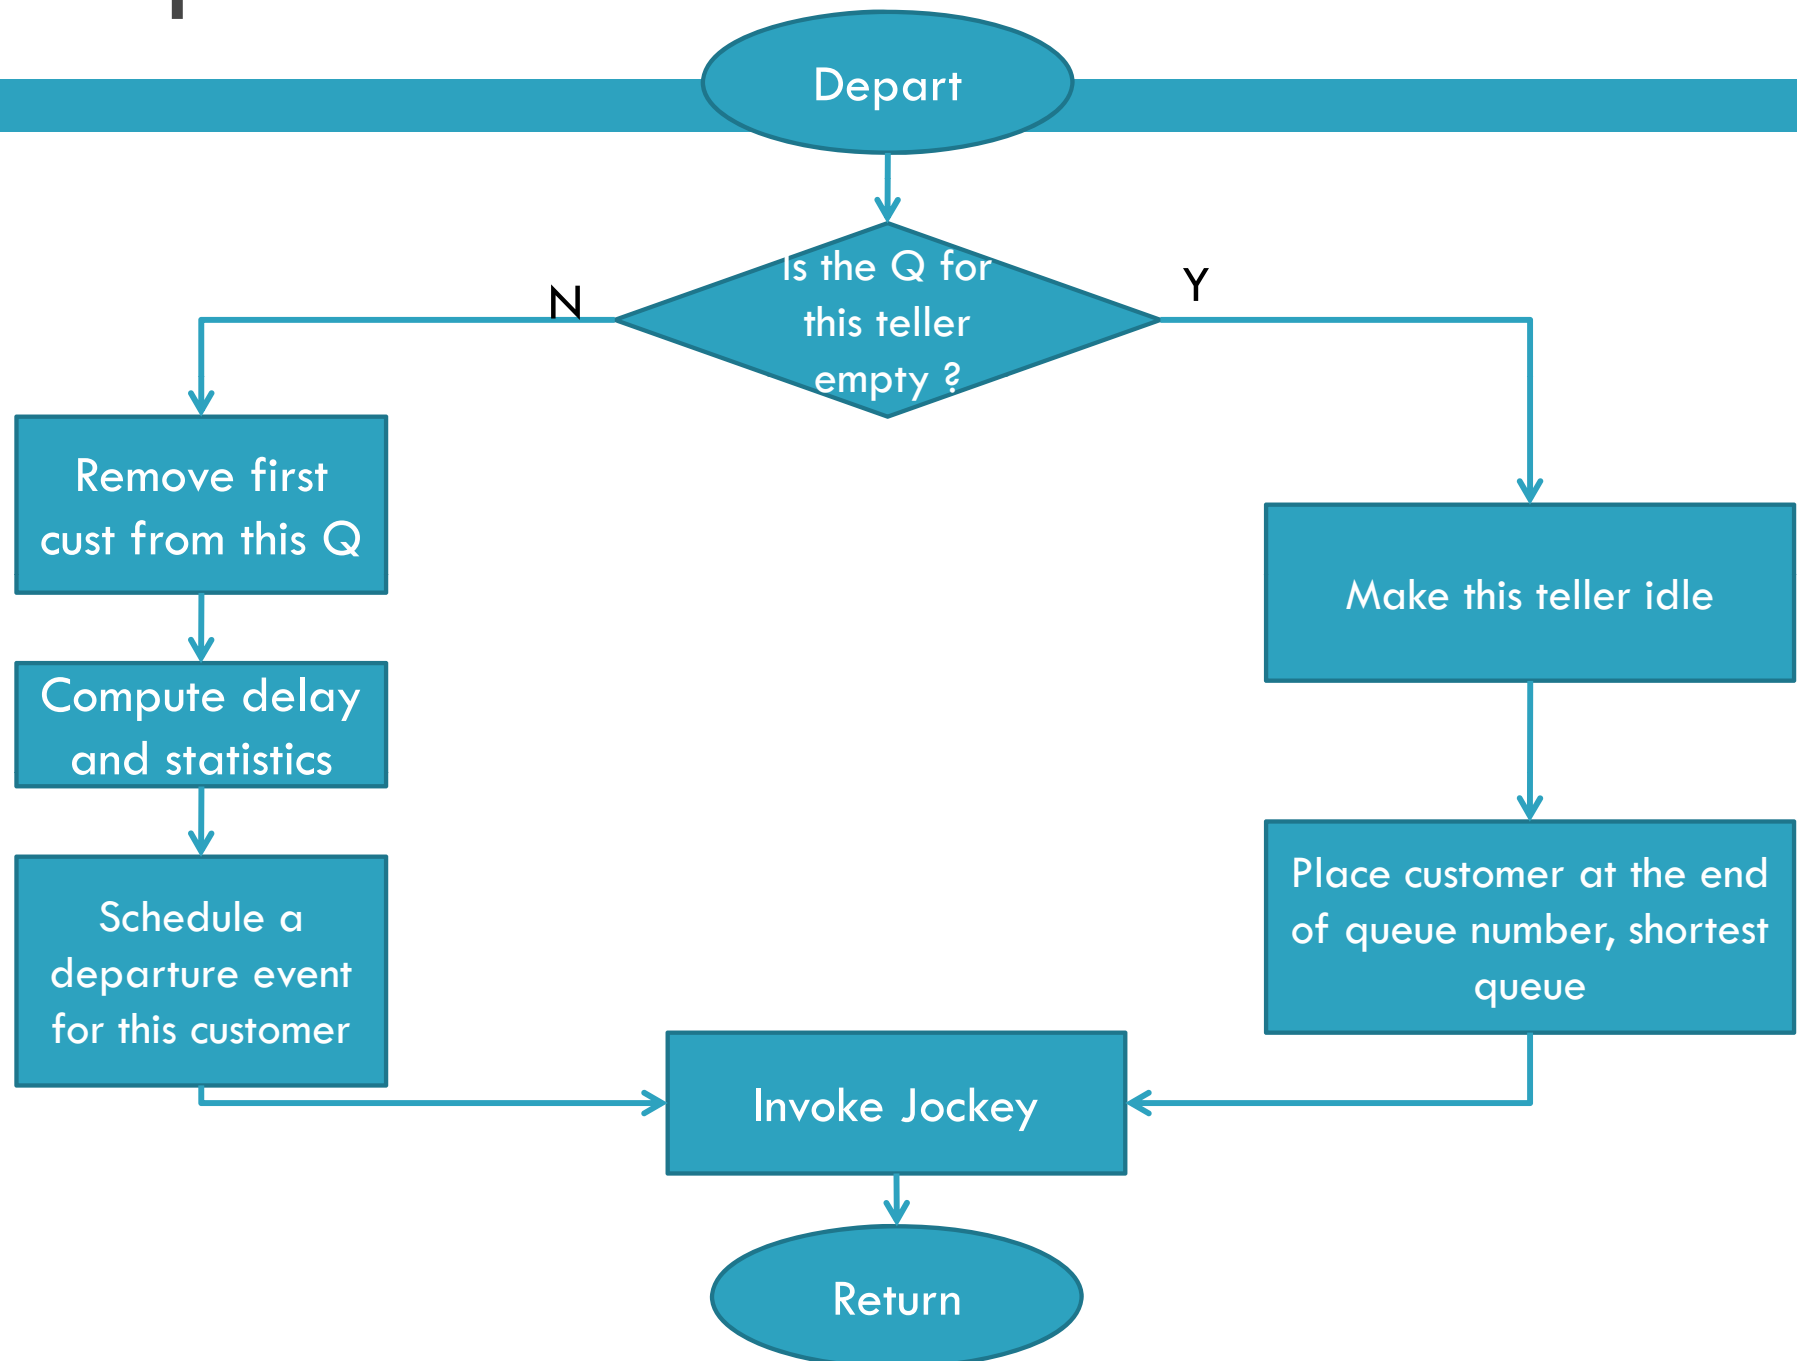 Depart
Is the Q for
this teller
empty ?
N
Y
Remove first
cust from this Q
Compute delay
and statistics
Schedule a
departure event
for this customer
Make this teller idle
Place customer at the end
of queue number, shortest
queue
Invoke Jockey
Return